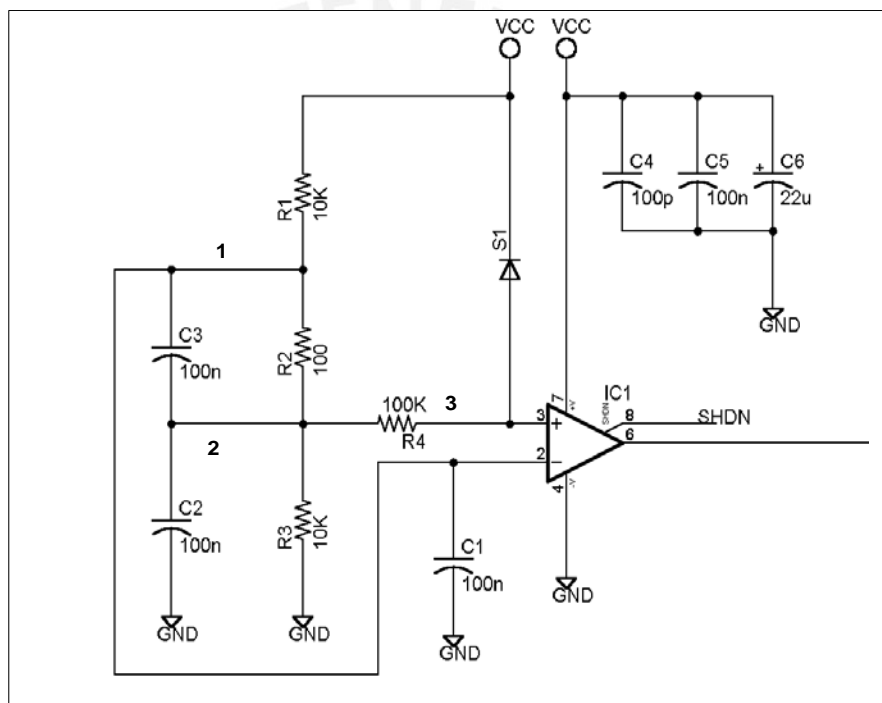 VCC VCC
R1 10K
C4 100p
C5 100n
C6 22u
+
1
S1
GND
C3 100n
R2 100
IC1
SHDN
100K
R4
3
7
+V
3 +
8 SHDN
6
2
2 −
4
C2 100n
R3 10K
C1 100n
GND
GND GND
GND